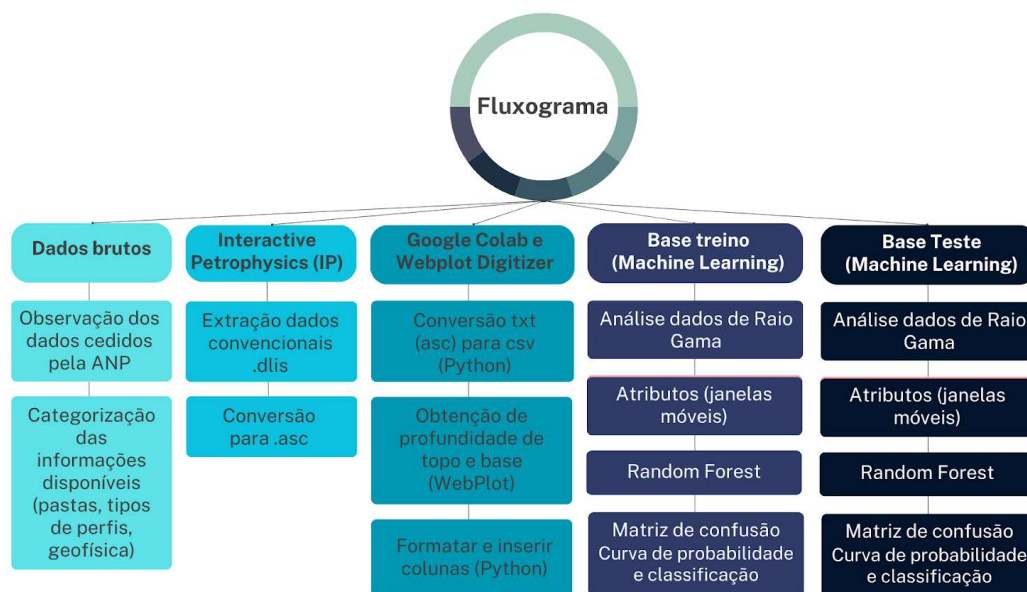 Fluxograma
Dados brutos
Observação dos
dados cedidos
pela ANP
Categorização
das
informações
disponíveis
(pastas, tipos
de perfis,
geofísica)
Interactive
Petrophysics (IP)
Extração dados
convencionais
.dlis
Conversão
para .asc
Google Colab e
Webplot Digitizer
Conversão txt
(asc) para csv
(Python)
Obtenção de
profundidade de
topo e base
(WebPlot)
Formatar e inserir
colunas (Python)
Base treino
(Machine Learning)
Análise dados de Raio
Gama
Atributos (janelas
móveis)
Random Forest
Matriz de confusão
Curva de probabilidade
e classificação
Base Teste
(Machine Learning)
Análise dados de Raio
Gama
Atributos (janelas
móveis)
Random Forest
Matriz de confusão
Curva de probabilidade
e classificação